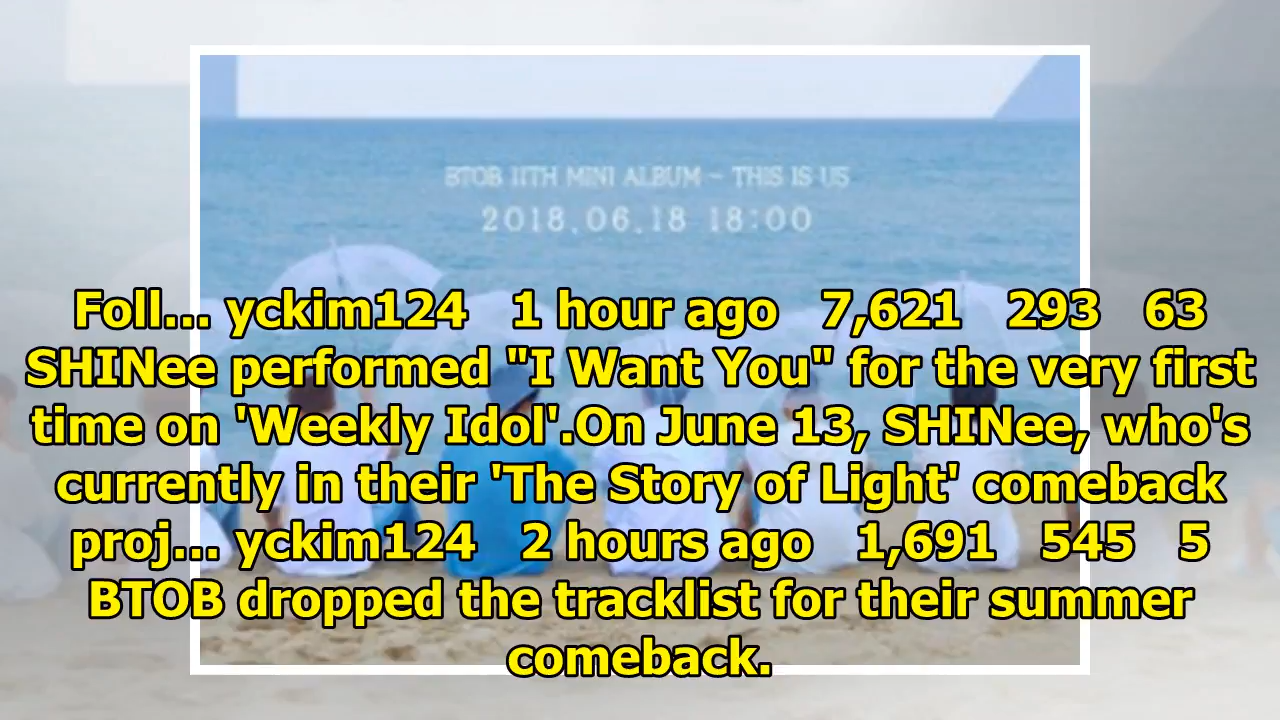 BTOB 11TH MINI ALBUM - THIS IS US
2018.06.18 18:00
Foll... yckim124 1 hour ago 7,621 293 63
SHINee performed "I Want You" for the very first
time on 'Weekly Idol'.On June 13, SHINee, who's
currently in their 'The Story of Light' comeback
proj... yckim124 2 hours ago 1,691 545 5
BTOB dropped the tracklist for their summer
comeback.